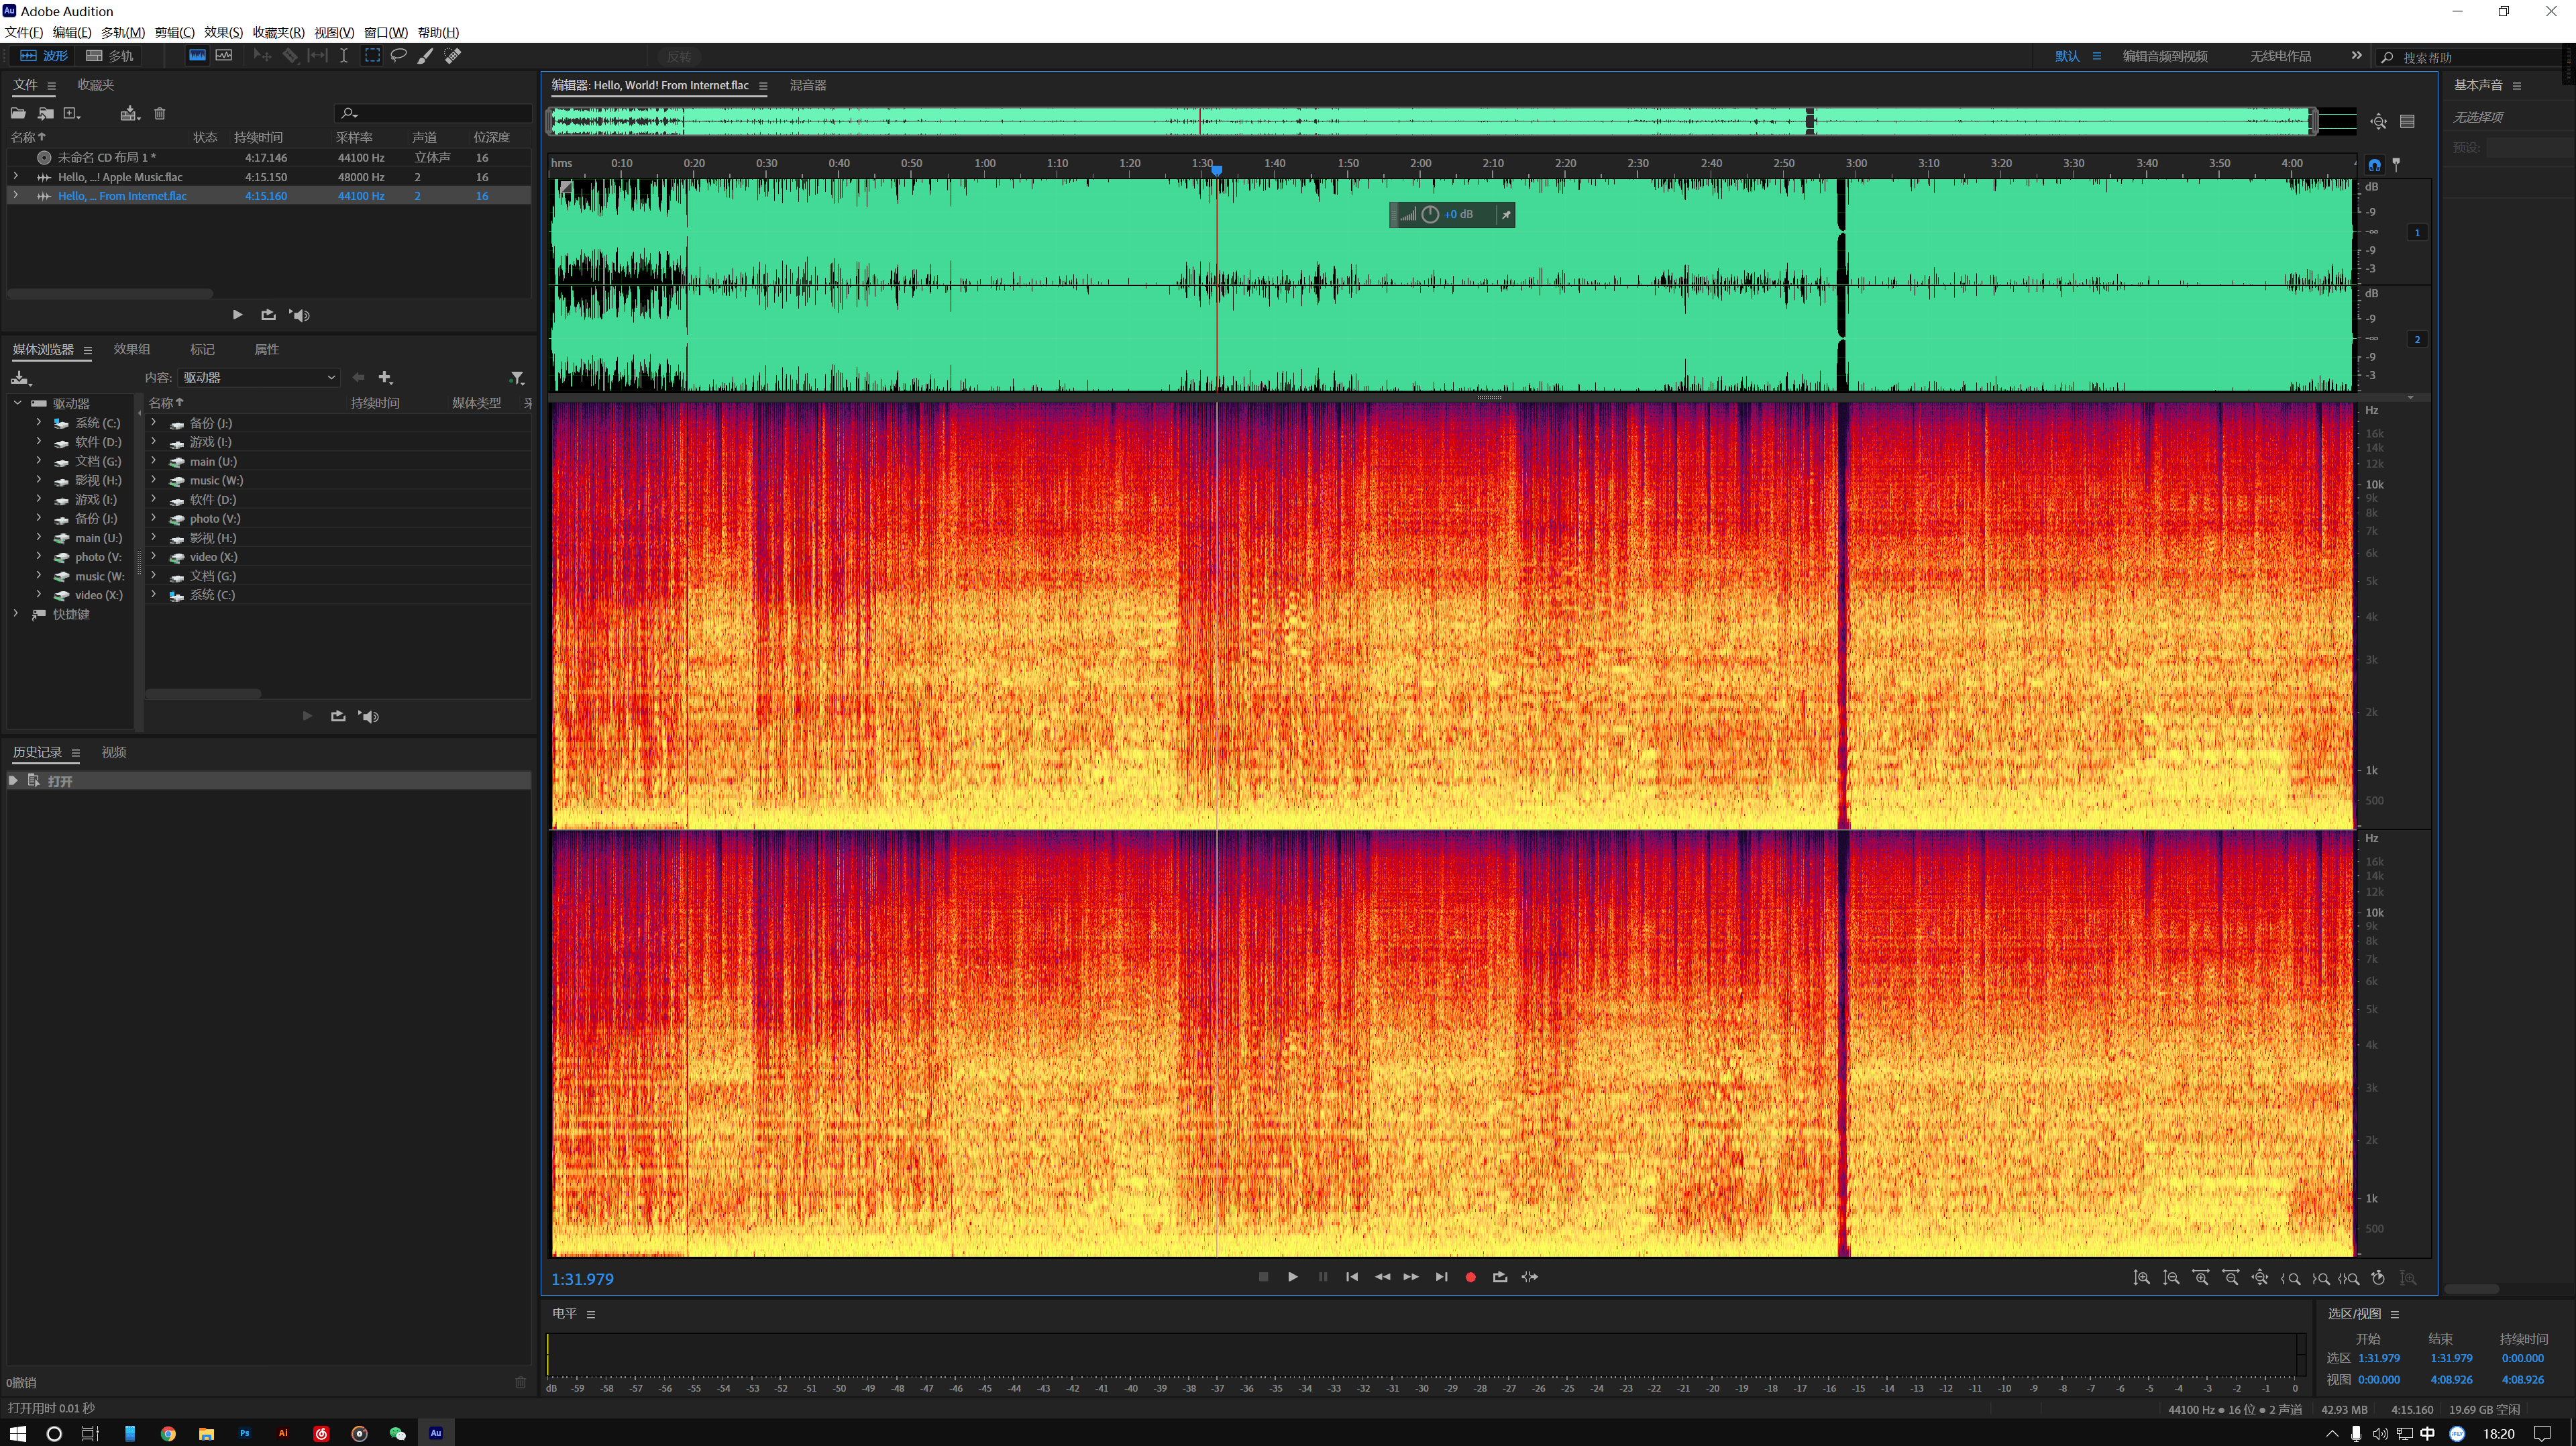 Adobe Audition
文件(F) 编辑(E) 多轨(M) 剪辑(C) 效果(S) 收藏夹(R) 视图(V) 窗口(W) 帮助(H)
波形 多轨 反转 默认 编辑音频到视频 无线电作品 搜索帮助
文件 收藏夹
名称 状态 持续时间 采样率 声道 位深度
未命名 CD 布局 1 * 4:17.146 44100 Hz 立体声 16
Hello, ...! Apple Music.flac 4:15.150 48000 Hz 2 16
Hello, ... From Internet.flac 4:15.160 44100 Hz 2 16
媒体浏览器 效果组 标记 属性
内容: 驱动器
驱动器
系统 (C:)
软件 (D:)
文档 (G:)
影视 (H:)
游戏 (I:)
备份 (J:)
main (U:)
photo (V:
music (W:
video (X:)
快捷键
名称 持续时间 媒体类型
备份 (J:)
游戏 (I:)
main (U:)
music (W:)
软件 (D:)
photo (V:)
影视 (H:)
video (X:)
文档 (G:)
系统 (C:)
历史记录 视频
打开
0撤销
打开用时 0.01 秒
编辑器: Hello, World! From Internet.flac 混音器
hms 0:10 0:20 0:30 0:40 0:50 1:00 1:10 1:20 1:30 1:40 1:50 2:00 2:10 2:20 2:30 2:40 2:50 3:00 3:10 3:20 3:30 3:40 3:50 4:00
+0 dB
dB
-9
-∞
-9
-3
1
dB
-9
-∞
-9
-3
2
Hz
16k
14k
12k
10k
9k
8k
7k
6k
5k
4k
3k
2k
1k
500
Hz
16k
14k
12k
10k
9k
8k
7k
6k
5k
4k
3k
2k
1k
500
1:31.979
电平
dB -59 -58 -57 -56 -55 -54 -53 -52 -51 -50 -49 -48 -47 -46 -45 -44 -43 -42 -41 -40 -39 -38 -37 -36 -35 -34 -33 -32 -31 -30 -29 -28 -27 -26 -25 -24 -23 -22 -21 -20 -19 -18 -17 -16 -15 -14 -13 -12 -11 -10 -9 -8 -7 -6 -5 -4 -3 -2 -1 0
基本声音
无选择项
预设:
选区/视图
开始 结束 持续时间
选区 1:31.979 1:31.979 0:00.000
视图 0:00.000 4:08.926 4:08.926
44100 Hz ● 16 位 ● 2 声道 42.93 MB 4:15.160 19.69 GB 空闲
Ps Ai Au 中 18:20